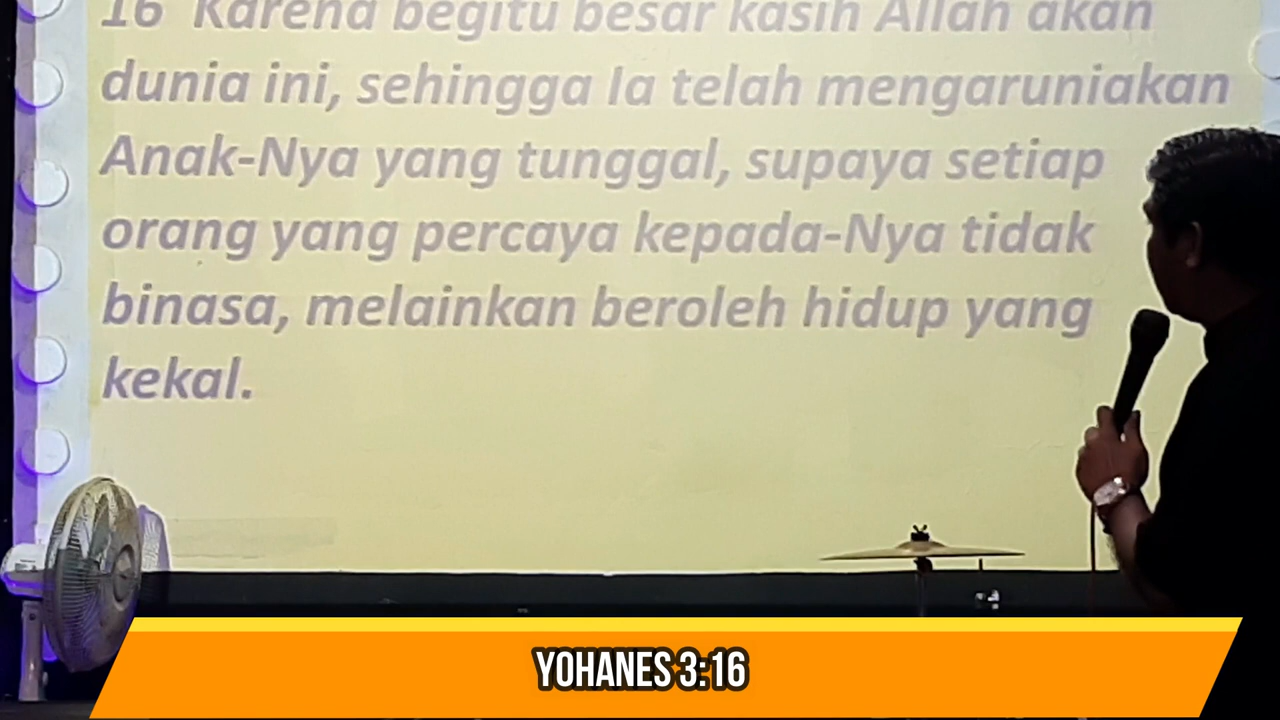 16 Karena begitu besar kasih Allah akan
dunia ini, sehingga Ia telah mengaruniakan
Anak-Nya yang tunggal, supaya setiap
orang yang percaya kepada-Nya tidak
binasa, melainkan beroleh hidup yang
kekal.
YOHANES 3:16